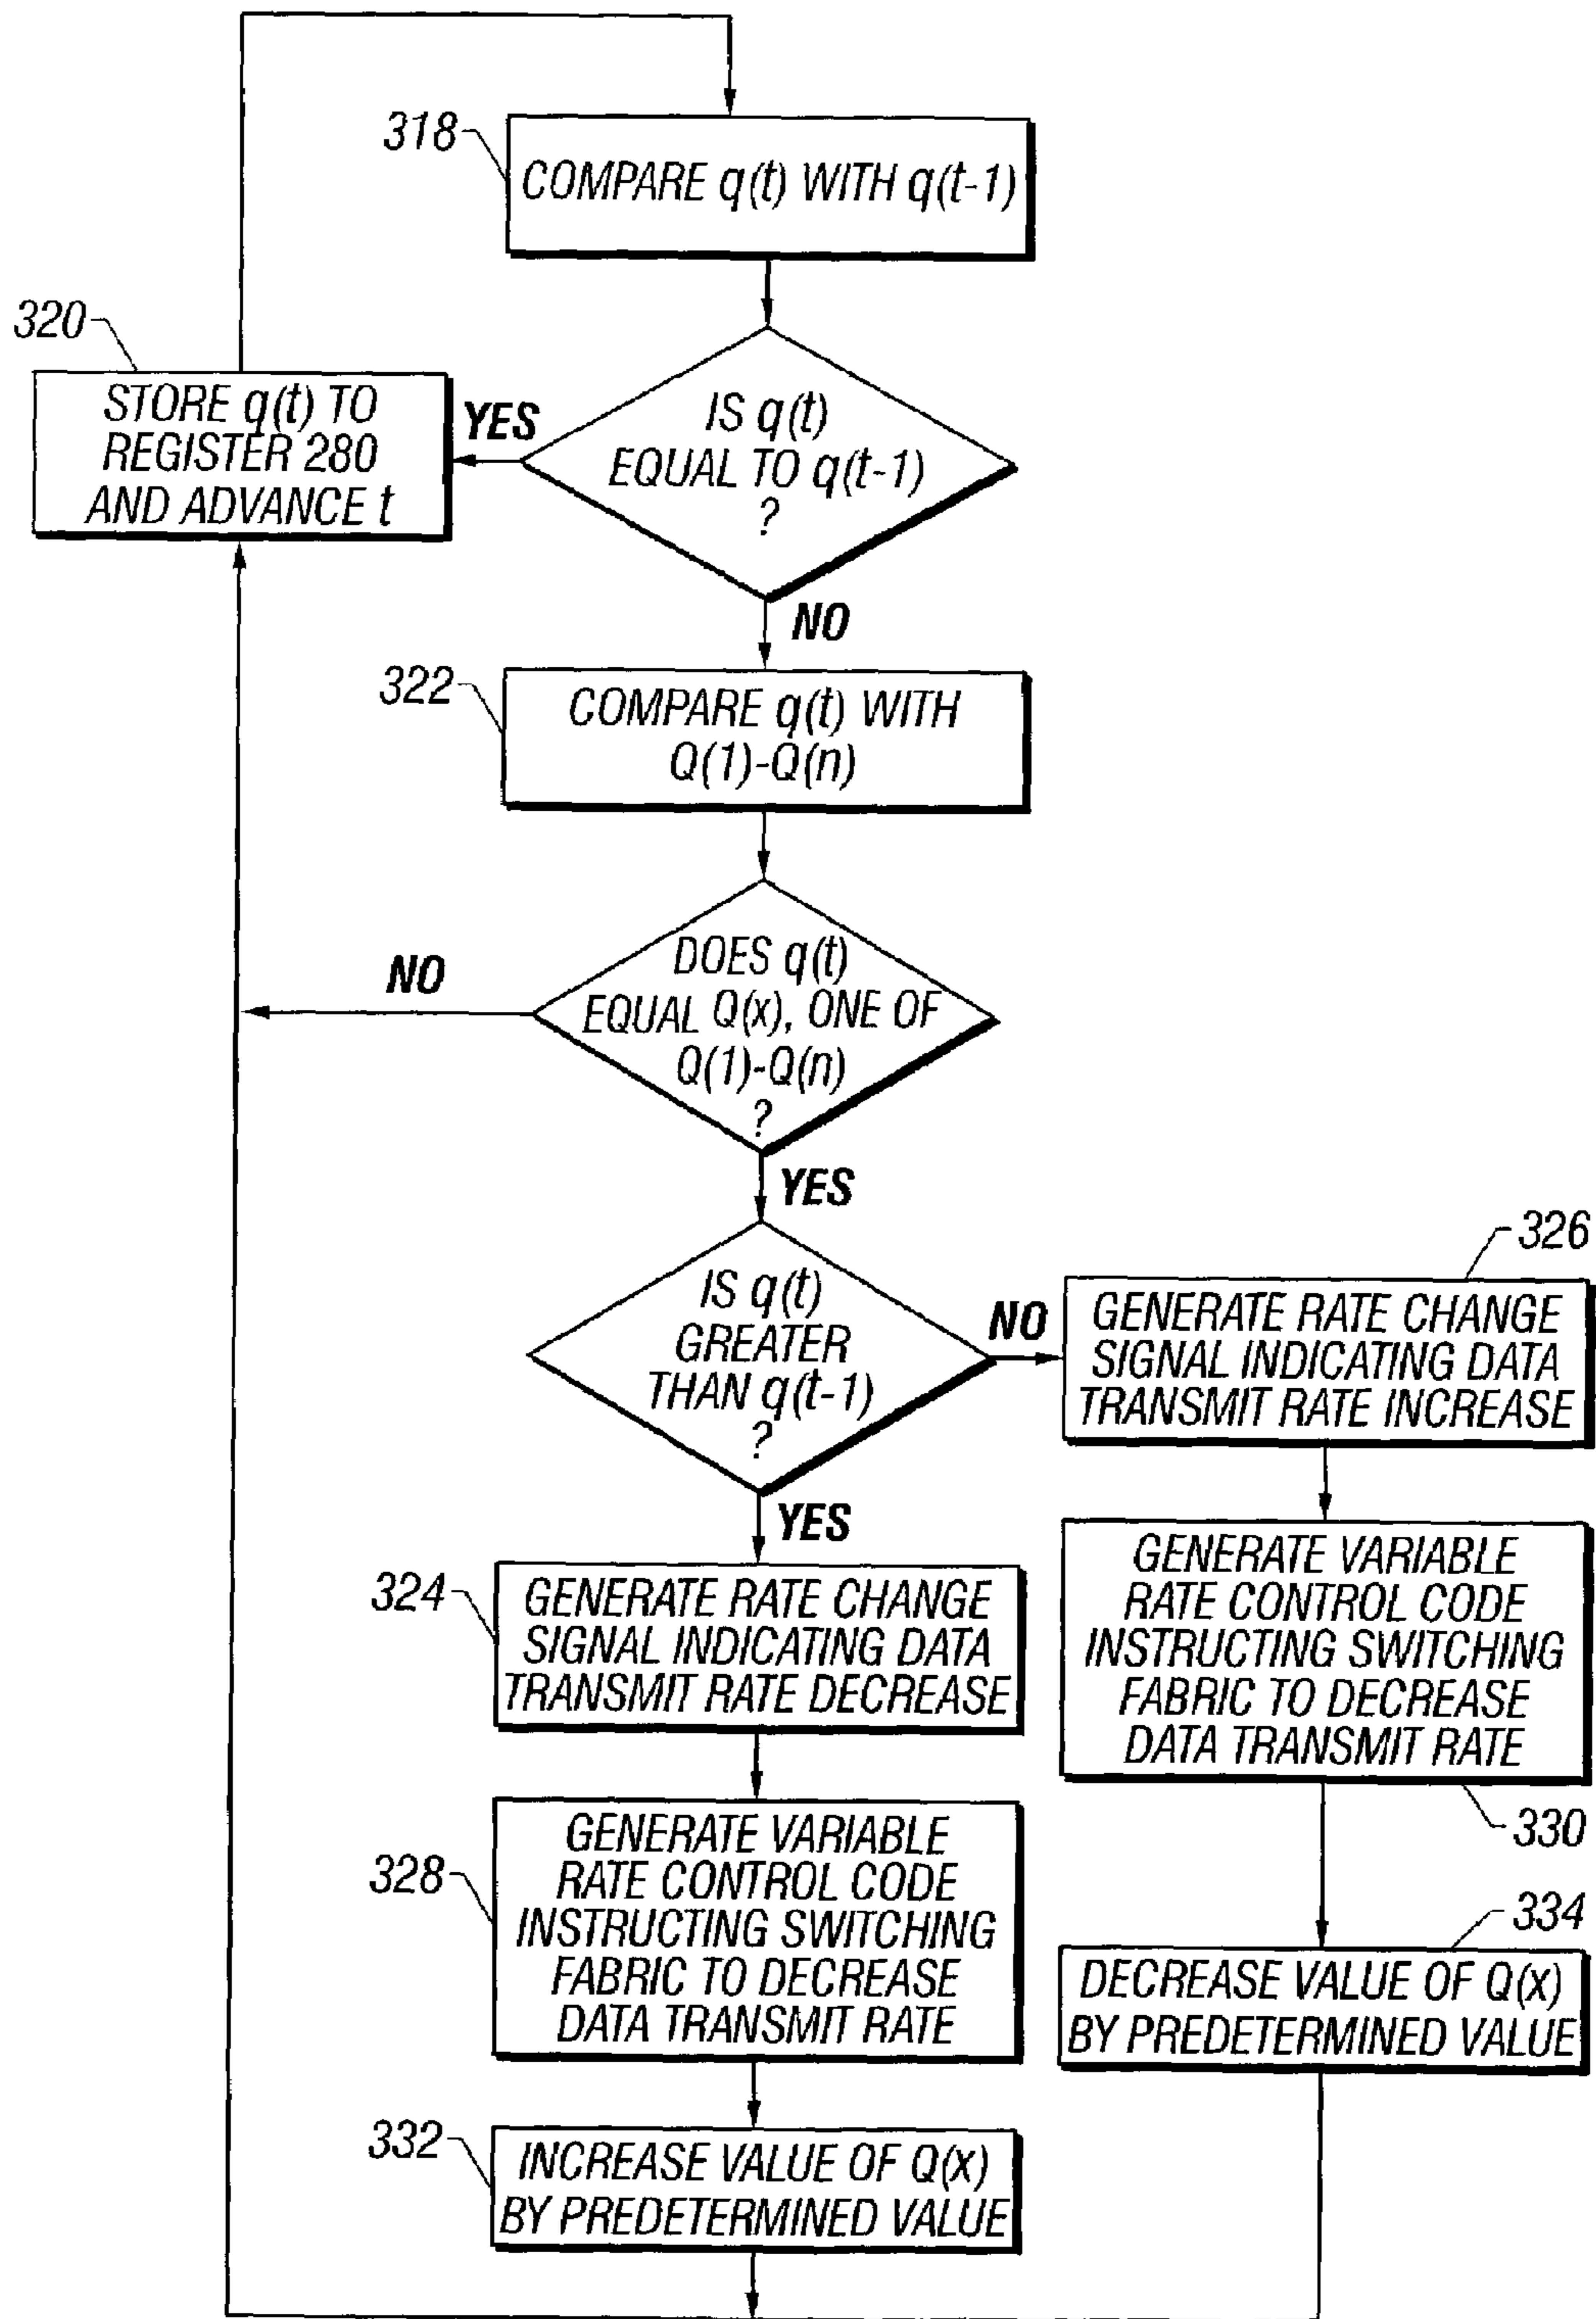 318
COMPARE q(t) WITH q(t-1)
320
STORE q(t) TO
REGISTER 280
AND ADVANCE t
YES
IS q(t)
EQUAL TO q(t-1)
?
NO
322
COMPARE q(t) WITH
Q(1)-Q(n)
NO
DOES q(t)
EQUAL Q(x), ONE OF
Q(1)-Q(n)
?
YES
IS q(t)
GREATER
THAN q(t-1)
?
NO
326
GENERATE RATE CHANGE
SIGNAL INDICATING DATA
TRANSMIT RATE INCREASE
YES
324
GENERATE RATE CHANGE
SIGNAL INDICATING DATA
TRANSMIT RATE DECREASE
GENERATE VARIABLE
RATE CONTROL CODE
INSTRUCTING SWITCHING
FABRIC TO DECREASE
DATA TRANSMIT RATE
330
328
GENERATE VARIABLE
RATE CONTROL CODE
INSTRUCTING SWITCHING
FABRIC TO DECREASE
DATA TRANSMIT RATE
334
DECREASE VALUE OF Q(x)
BY PREDETERMINED VALUE
332
INCREASE VALUE OF Q(x)
BY PREDETERMINED VALUE